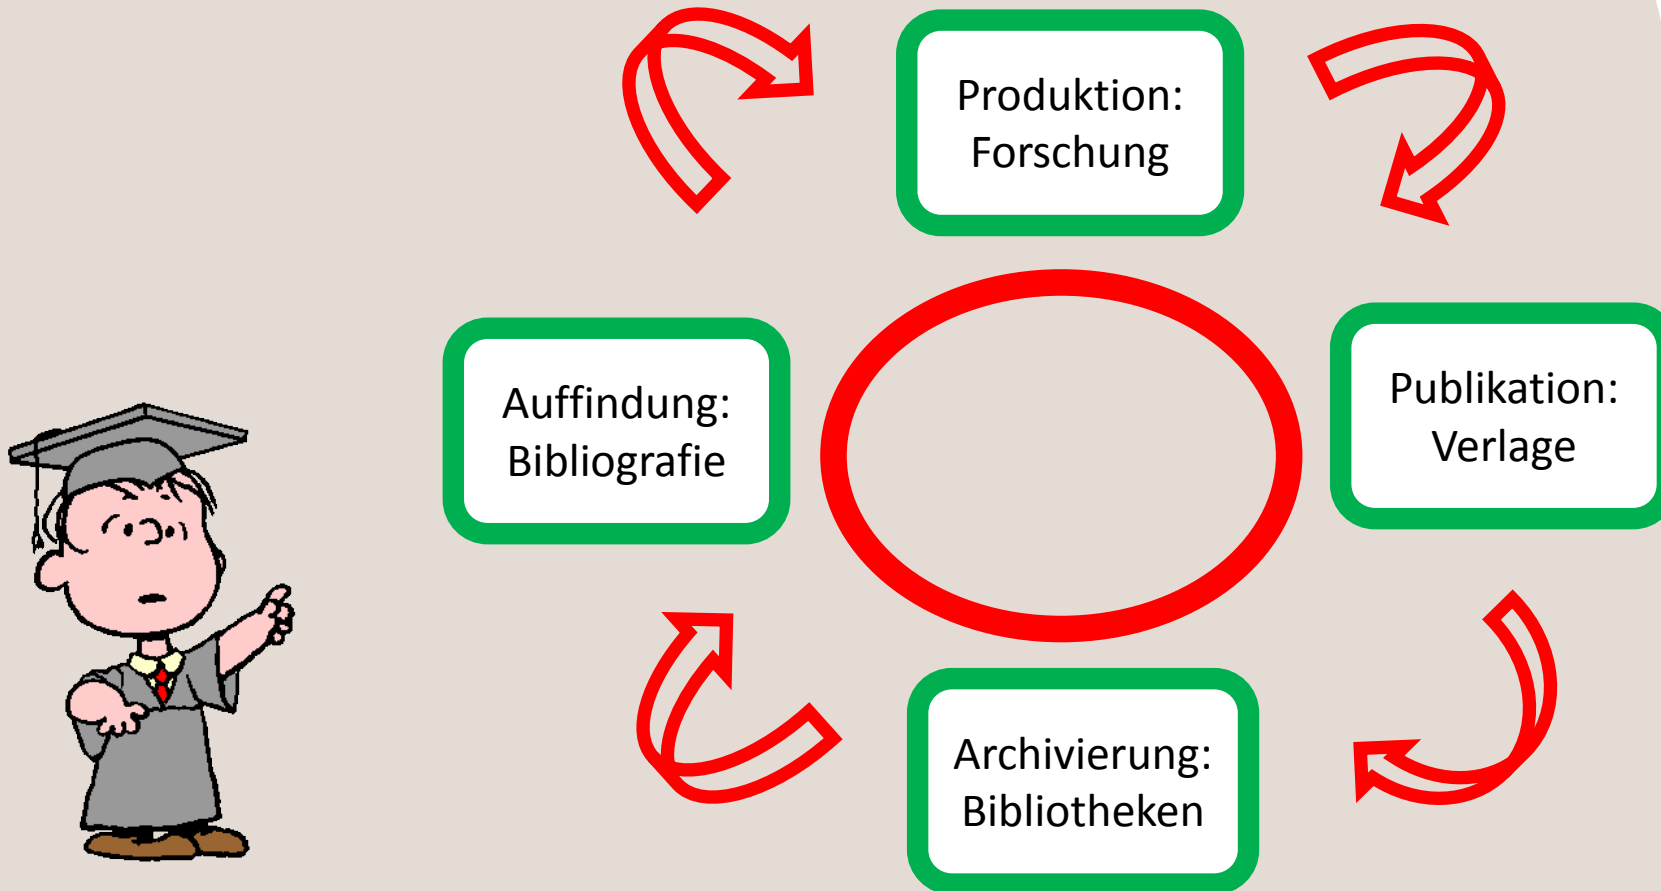 Produktion:
Forschung
Publikation:
Verlage
Archivierung:
Bibliotheken
Auffindung:
Bibliografie